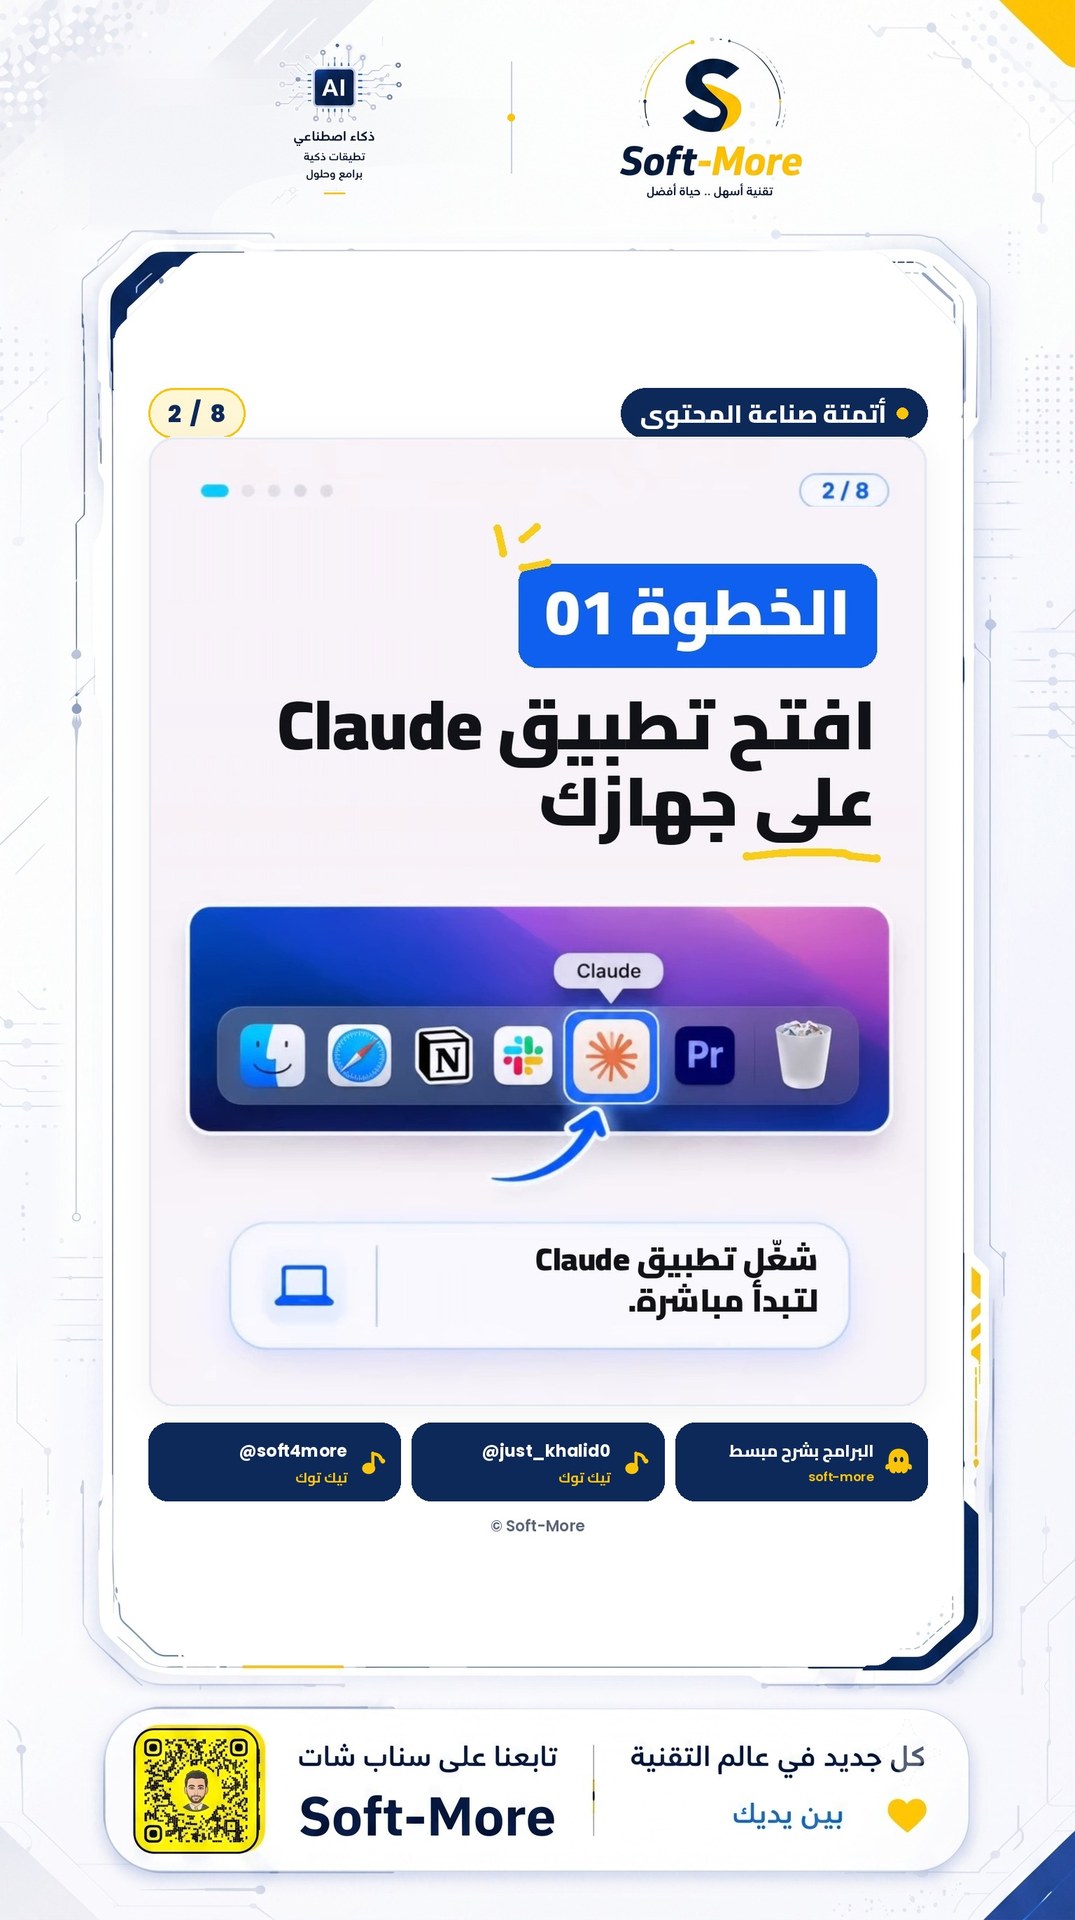 AI
ذكاء اصطناعي
تطبقات ذكية
برامج وحلول
S
Soft-More
تقنية أسهل .. حياة أفضل
أتمتة صناعة المحتوى
2 / 8
2 / 8
الخطوة 01
افتح تطبيق Claude
على جهازك
Claude
N
Pr
شغّل تطبيق Claude
لتبدأ مباشرة.
البرامج بشرح مبسط
soft-more
@just_khalid0
تيك توك
@soft4more
تيك توك
© Soft-More
كل جديد في عالم التقنية
بين يديك
تابعنا على سناب شات
Soft-More